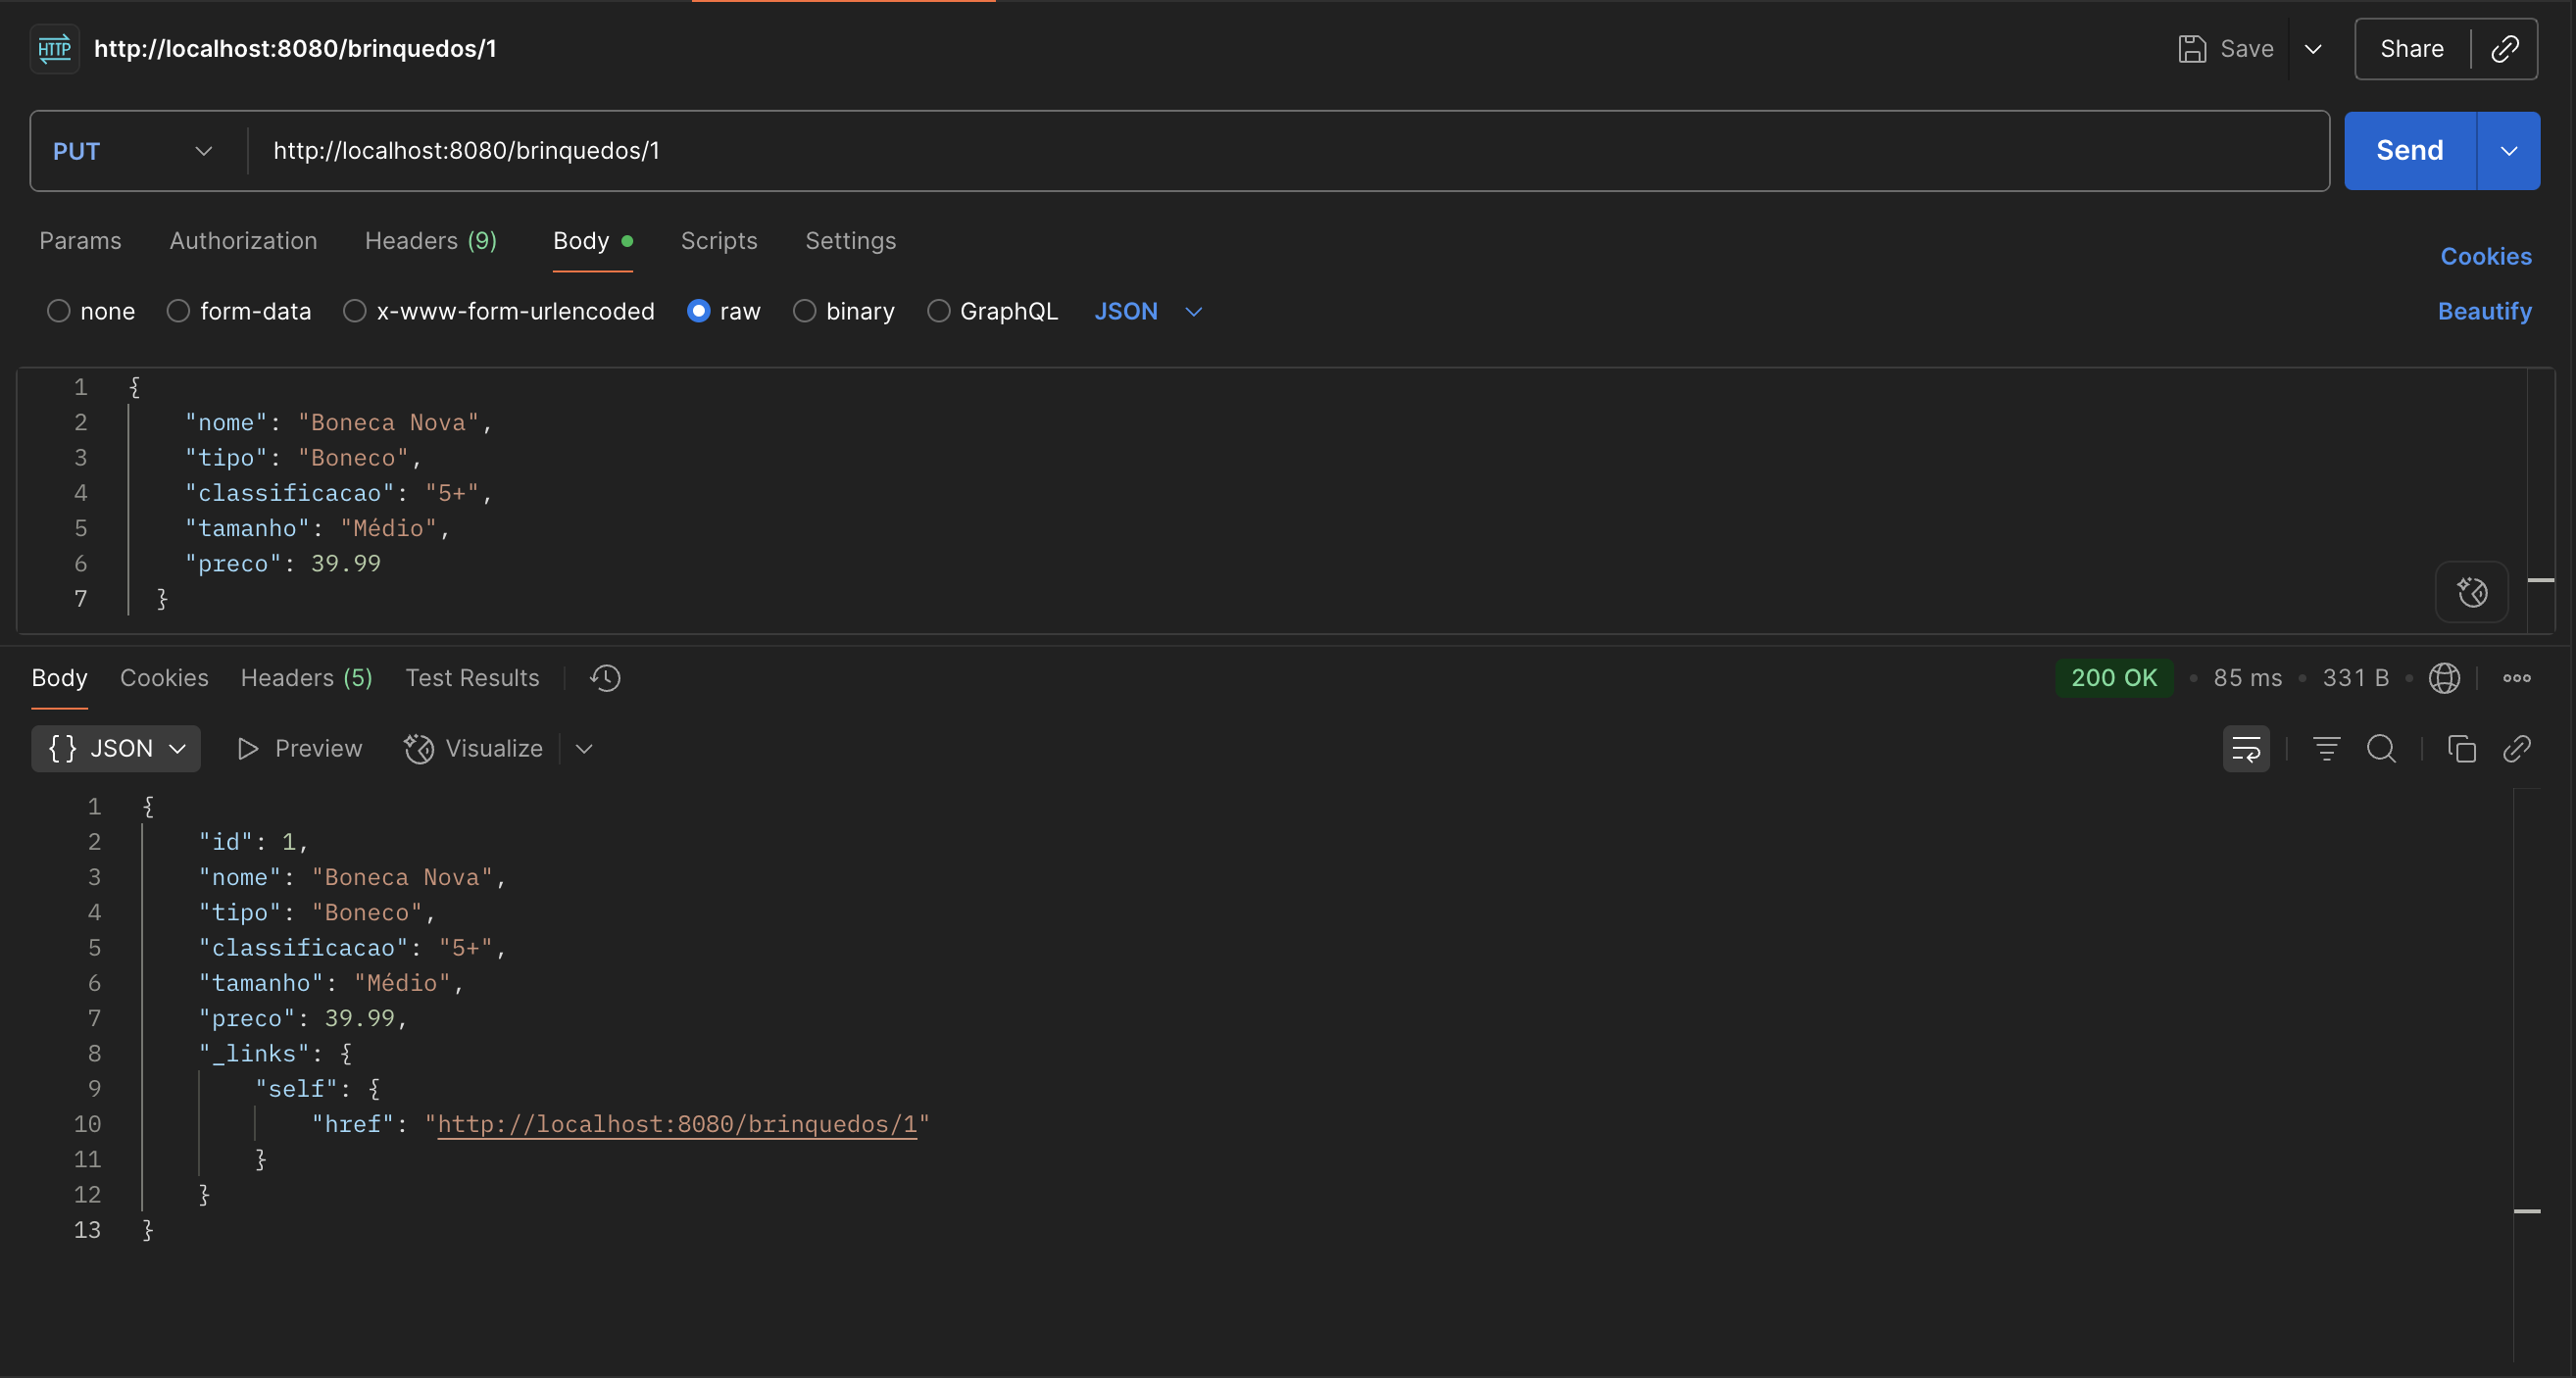 HTTP http://localhost:8080/brinquedos/1 Save Share
PUT http://localhost:8080/brinquedos/1 Send
Params Authorization Headers (9) Body Scripts Settings Cookies
none form-data x-www-form-urlencoded raw binary GraphQL JSON Beautify
1 {
2 "nome": "Boneca Nova",
3 "tipo": "Boneco",
4 "classificacao": "5+",
5 "tamanho": "Médio",
6 "preco": 39.99
7 }
Body Cookies Headers (5) Test Results 200 OK • 85 ms • 331 B •
{} JSON Preview Visualize
1 {
2 "id": 1,
3 "nome": "Boneca Nova",
4 "tipo": "Boneco",
5 "classificacao": "5+",
6 "tamanho": "Médio",
7 "preco": 39.99,
8 "_links": {
9 "self": {
10 "href": "http://localhost:8080/brinquedos/1"
11 }
12 }
13 }